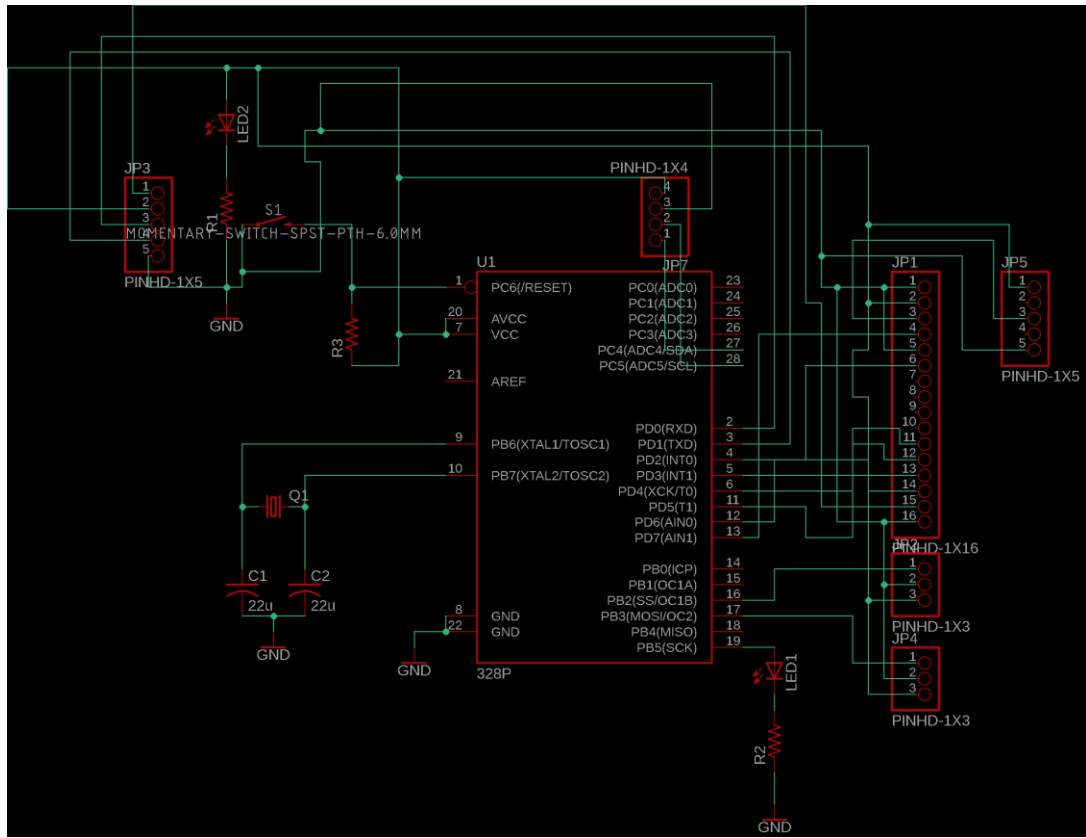 LED2
JP3
1
2
3
4
5
PINHD-1X5
R1
S1
MOMENTARY-SWITCH-SPST-PTH-6.0MM
GND
PINHD-1X4
4
3
2
1
JP7
U1
1 PC6(/RESET)
20 AVCC
7 VCC
21 AREF
9 PB6(XTAL1/TOSC1)
10 PB7(XTAL2/TOSC2)
8 GND
22 GND
PC0(ADC0) 23
PC1(ADC1) 24
PC2(ADC2) 25
PC3(ADC3) 26
PC4(ADC4/SDA) 27
PC5(ADC5/SCL) 28
PD0(RXD) 2
PD1(TXD) 3
PD2(INT0) 4
PD3(INT1) 5
PD4(XCK/T0) 6
PD5(T1) 11
PD6(AIN0) 12
PD7(AIN1) 13
PB0(ICP) 14
PB1(OC1A) 15
PB2(SS/OC1B) 16
PB3(MOSI/OC2) 17
PB4(MISO) 18
PB5(SCK) 19
328P
R3
Q1
C1
22u
C2
22u
GND
GND
LED1
R2
GND
JP1
1
2
3
4
5
6
7
8
9
10
11
12
13
14
15
16
PINHD-1X16
JP5
1
2
3
4
5
PINHD-1X5
JP2
1
2
3
PINHD-1X3
JP4
1
2
3
PINHD-1X3